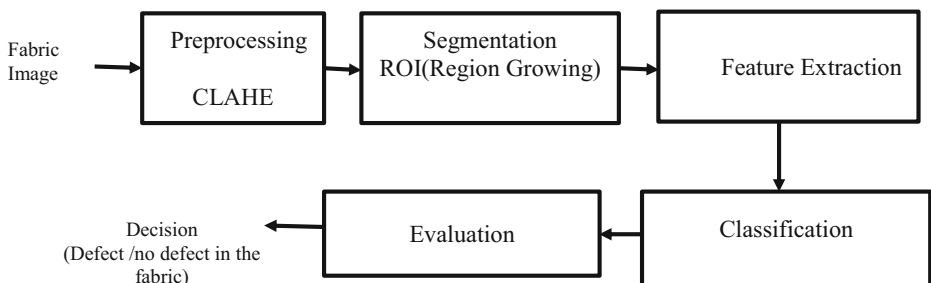 Fabric
Image
Preprocessing
CLAHE
Segmentation
ROI(Region Growing)
Feature Extraction
Classification
Evaluation
Decision
(Defect /no defect in the
fabric)